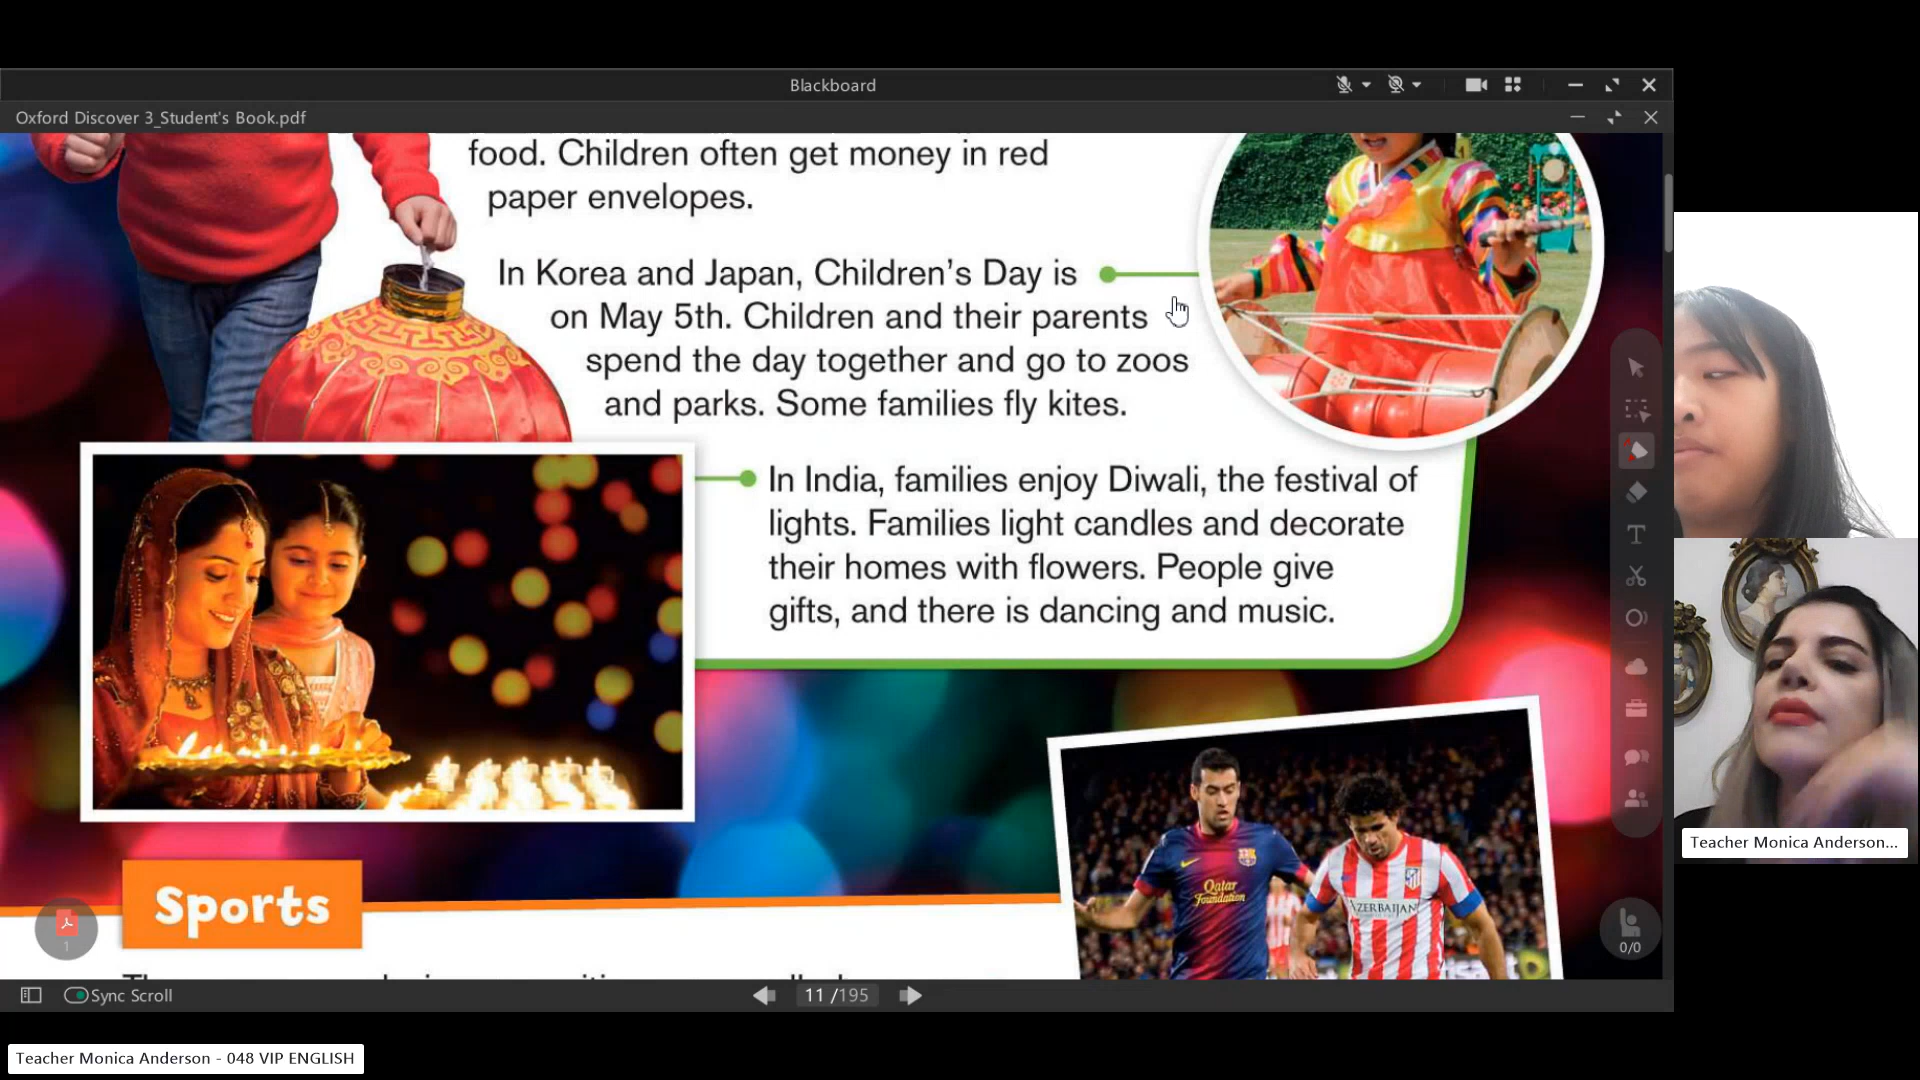 Blackboard
Oxford Discover 3_Student's Book.pdf
food. Children often get money in red
paper envelopes.
In Korea and Japan, Children's Day is
on May 5th. Children and their parents
spend the day together and go to zoos
and parks. Some families fly kites.
In India, families enjoy Diwali, the festival of
lights. Families light candles and decorate
their homes with flowers. People give
gifts, and there is dancing and music.
Qatar
Foundation
AZERBAIJAN
Sports
1
T
0/0
Sync Scroll
11 /195
Teacher Monica Anderson...
Teacher Monica Anderson - 048 VIP ENGLISH